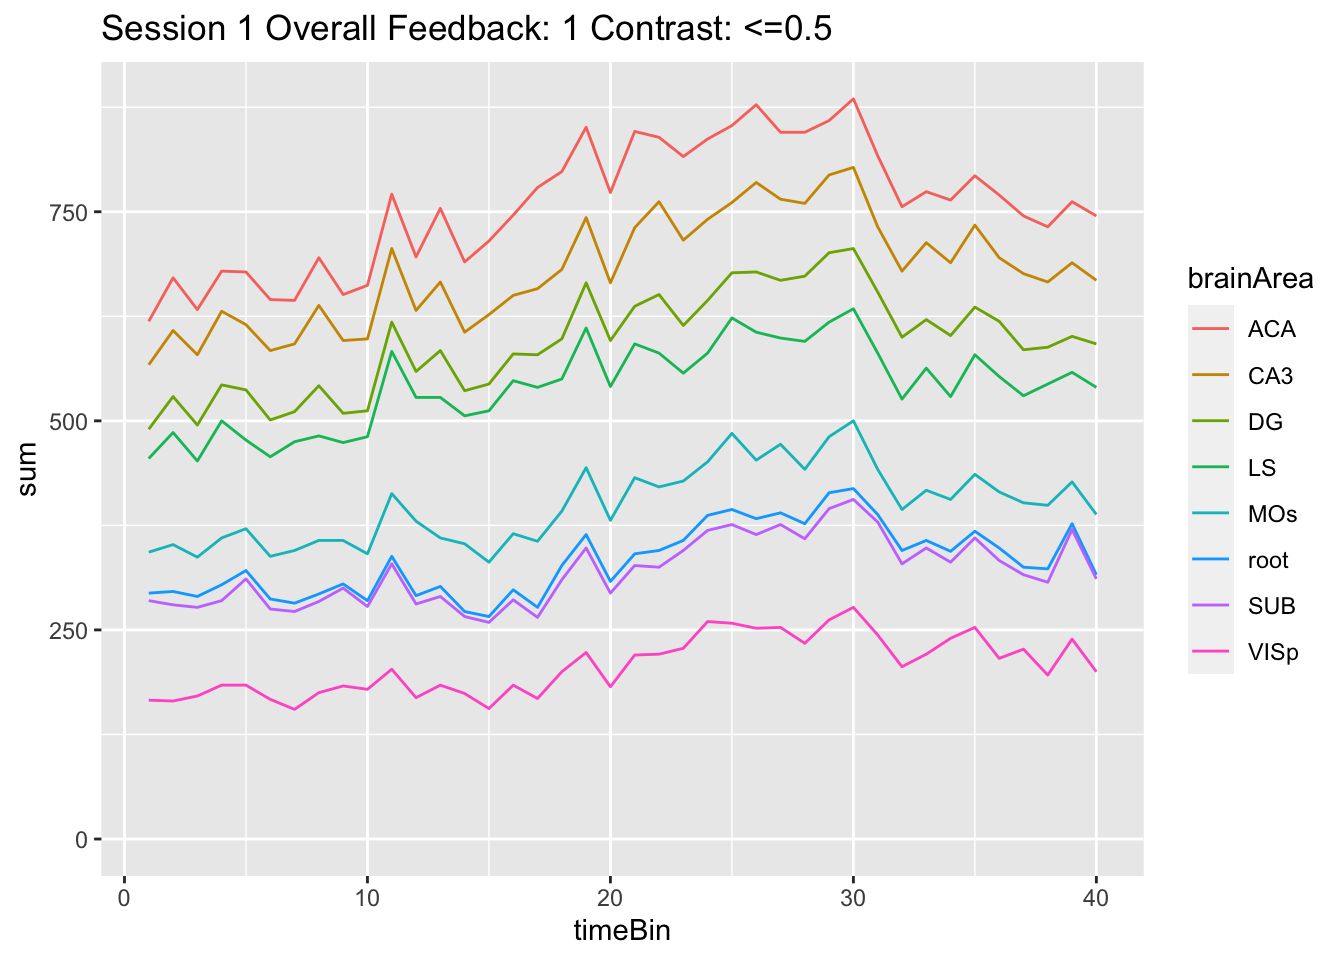 Session 1 Overall Feedback: 1 Contrast: <=0.5
sum
750
500
250
0
0 10 20 30 40
timeBin
brainArea
ACA
CA3
DG
LS
MOs
root
SUB
VISp